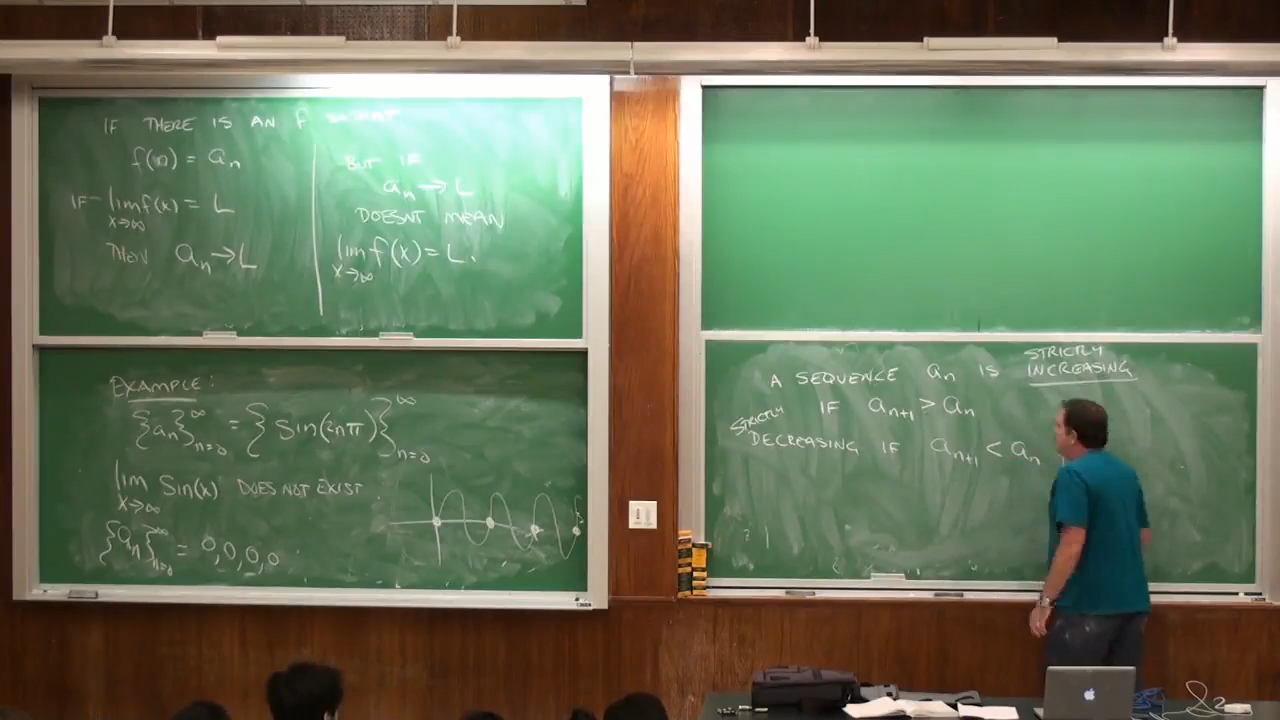 IF THERE IS AN f
f(n) = an
IF lim f(x) = L
x→∞
THEN an→L
BUT IF
an→L
DOESNT MEAN
lim f(x) = L.
x→∞
EXAMPLE:
{an}∞n=0 = {Sin(2nπ)}∞n=0
lim Sin(x) DOES NOT EXIST
x→∞
{an}∞n=0 = 0,0,0,0
A SEQUENCE an IS STRICTLY INCREASING
IF an+1 > an
STRICTLY
DECREASING IF an+1 < an